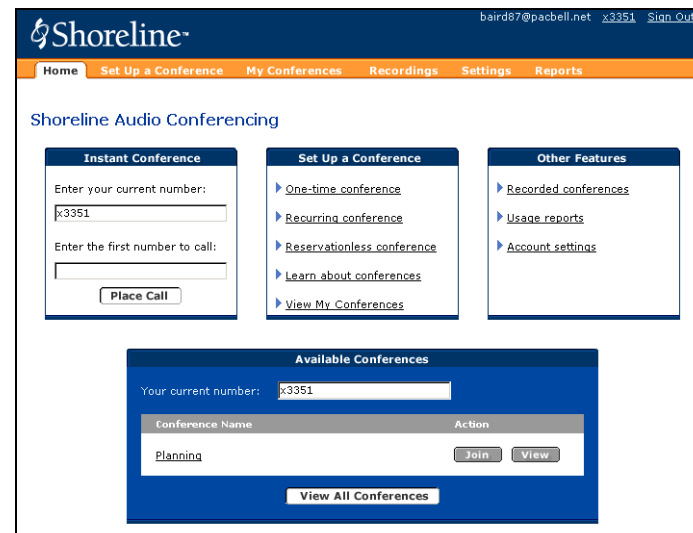 baird87@pacbell.net x3351 Sign Out
Shoreline
Home Set Up a Conference My Conferences Recordings Settings Reports
Shoreline Audio Conferencing
Instant Conference
Enter your current number:
x3351
Enter the first number to call:
Place Call
Set Up a Conference
One-time conference
Recurring conference
Reservationless conference
Learn about conferences
View My Conferences
Other Features
Recorded conferences
Usage reports
Account settings
Available Conferences
Your current number: x3351
Conference Name Action
Planning Join View
View All Conferences